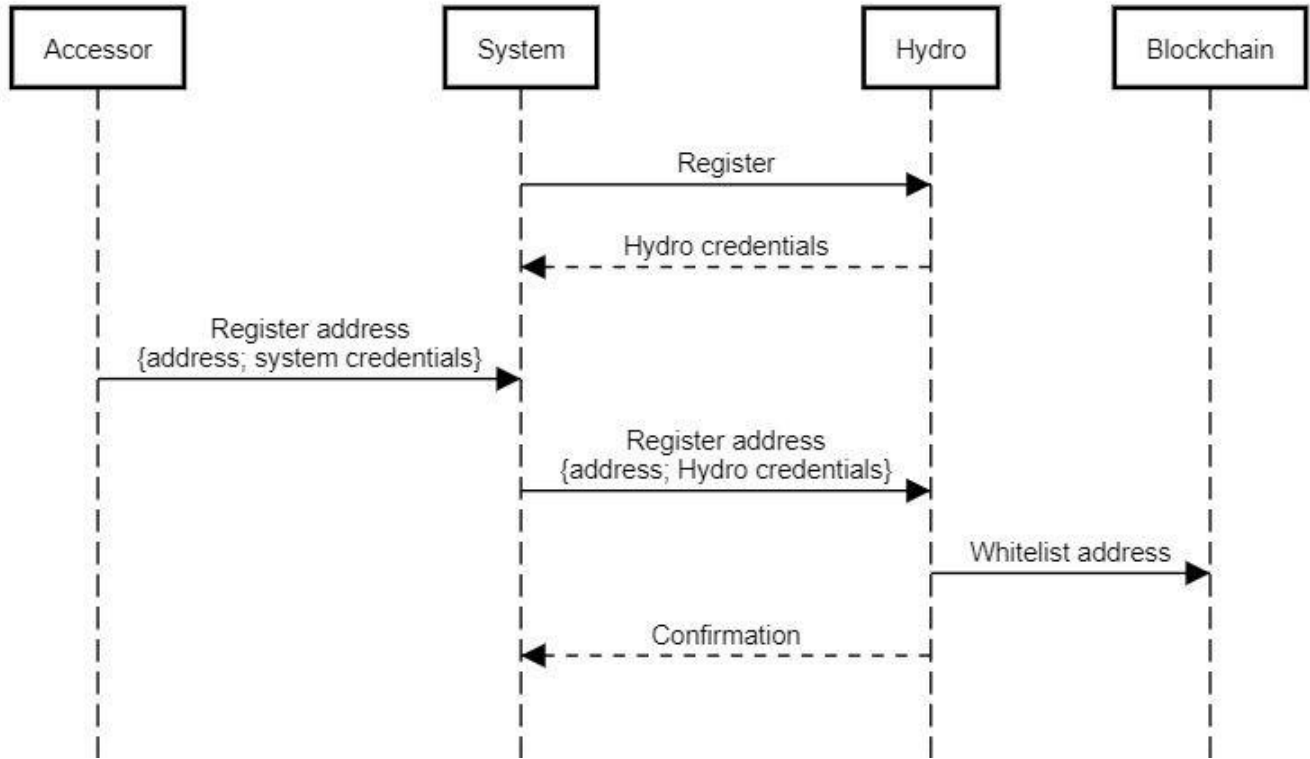 Accessor
System
Hydro
Blockchain
Register
Hydro credentials
Register address
{address; system credentials}
Register address
{address; Hydro credentials}
Whitelist address
Confirmation